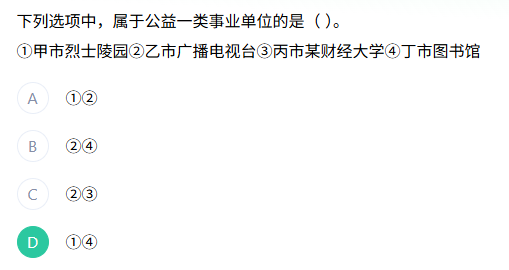 下列选项中，属于公益一类事业单位的是（ ）。
①甲市烈士陵园②乙市广播电视台③丙市某财经大学④丁市图书馆
A ①②
B ②④
C ②③
D ①④